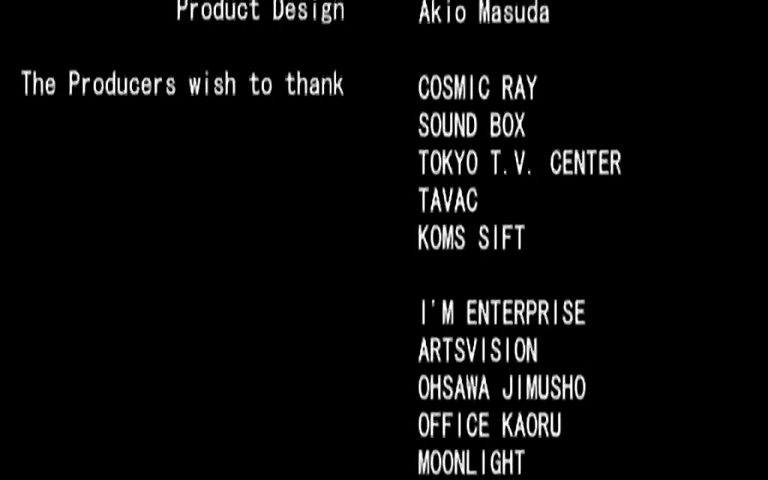 Product Design Akio Masuda
The Producers wish to thank COSMIC RAY
SOUND BOX
TOKYO T.V. CENTER
TAVAC
KOMS SIFT
I'M ENTERPRISE
ARTSVISION
OHSAWA JIMUSHO
OFFICE KAORU
MOONLIGHT